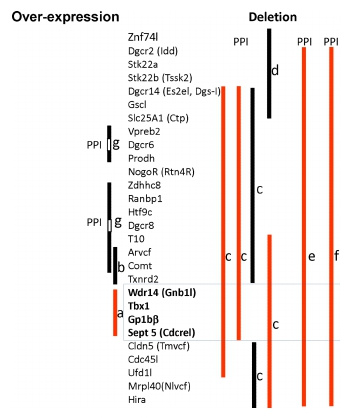 Over-expression Deletion
Znf74l
PPI
Dgcr2 (Idd) PPI PPI
Stk22a
Stk22b (Tssk2) d
Dgcr14 (Es2el, Dgs-I)
Gscl
Slc25A1 (Ctp)
Vpreb2
PPI g Dgcr6
Prodh
NogoR (Rtn4R)
Zdhhc8 c
Ranbp1
Htf9c
PPI g Dgcr8
T10
Arvcf c c e f
b Comt
Txnrd2
Wdr14 (Gnb1l)
a Tbx1
Gp1bβ c
Sept 5 (Cdcrel)
Cldn5 (Tmvcf)
Cdc45l
Ufd1l c
Mrpl40(Nlvcf)
Hira